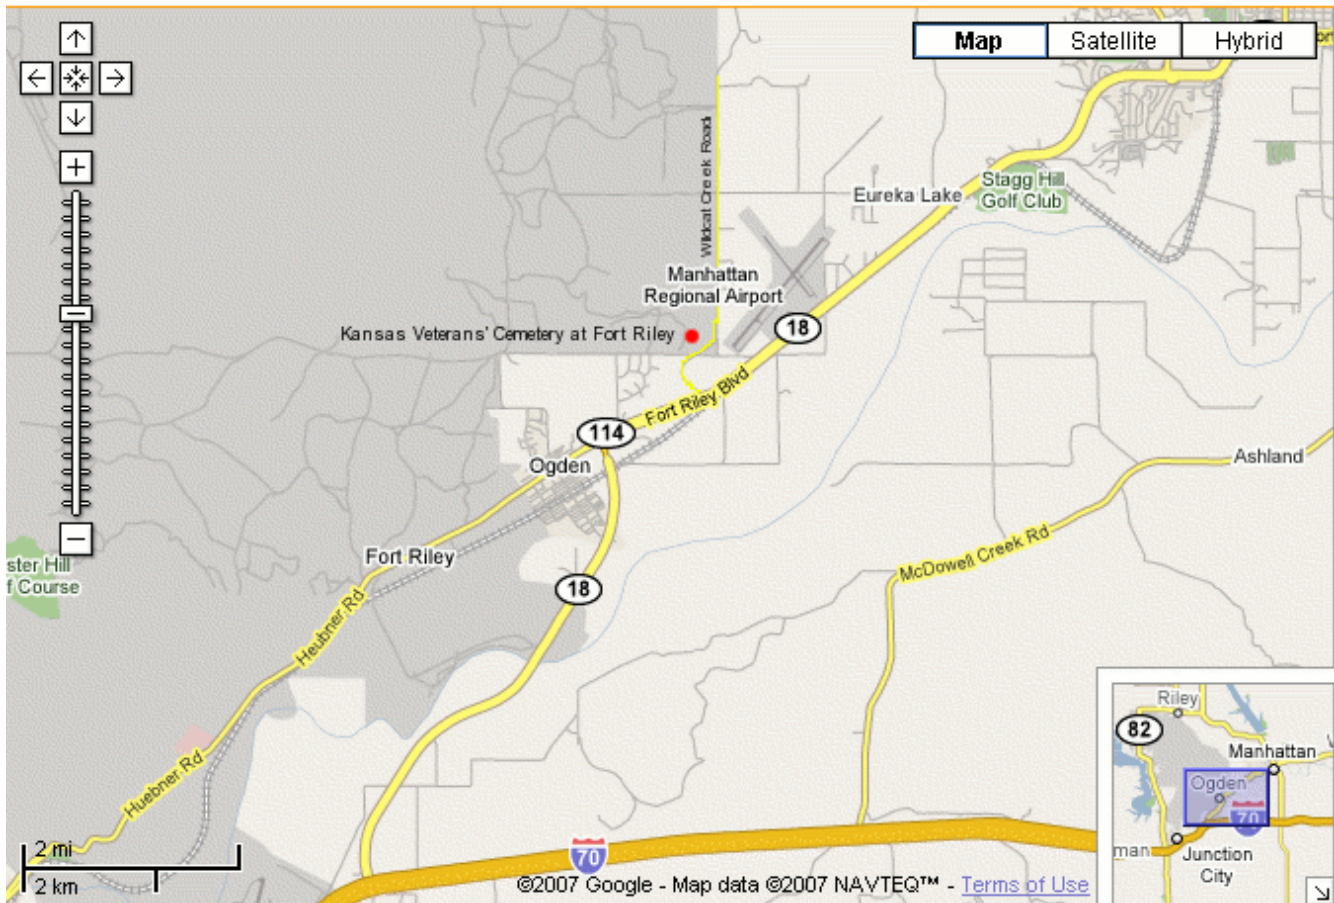 Map
Satellite
Hybrid
ort
Wildcat Creek Road
Stagg Hill
Golf Club
Eureka Lake
Manhattan
Regional Airport
18
Kansas Veterans' Cemetery at Fort Riley
Fort Riley Blvd
114
Ogden
Ashland
Fort Riley
McDowell Creek Rd
ster Hill
f Course
18
Heubner Rd
Riley
82
Manhattan
Ogden
70
man
Junction
City
Huebner Rd
2 mi
2 km
70
©2007 Google - Map data ©2007 NAVTEQ™ - Terms of Use